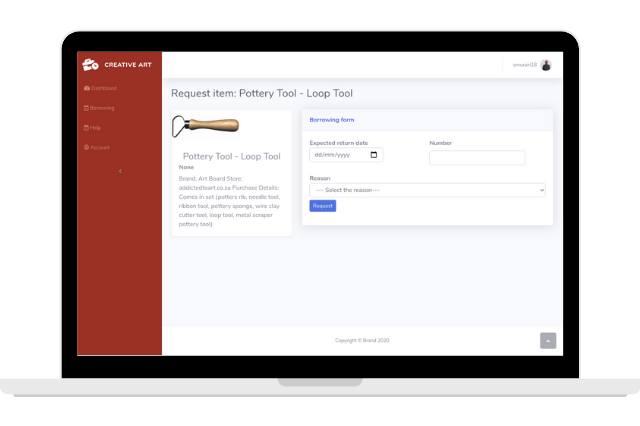 CREATIVE ART
Dashboard
Borrowing
Help
Account
Request item: Pottery Tool - Loop Tool
Pottery Tool - Loop Tool
None
Brand: Art Board Store:
addictedtoart.co.za Purchase Details:
Comes in set (potters rib, needle tool,
ribbon tool, pottery sponge, wire clay
cutter tool, loop tool, metal scraper
pottery tool)
Borrowing form
Expected return date
Number
dd/mm/yyyy
Reason:
--- Select the reason ---
Request
Copyright © Brand 2020